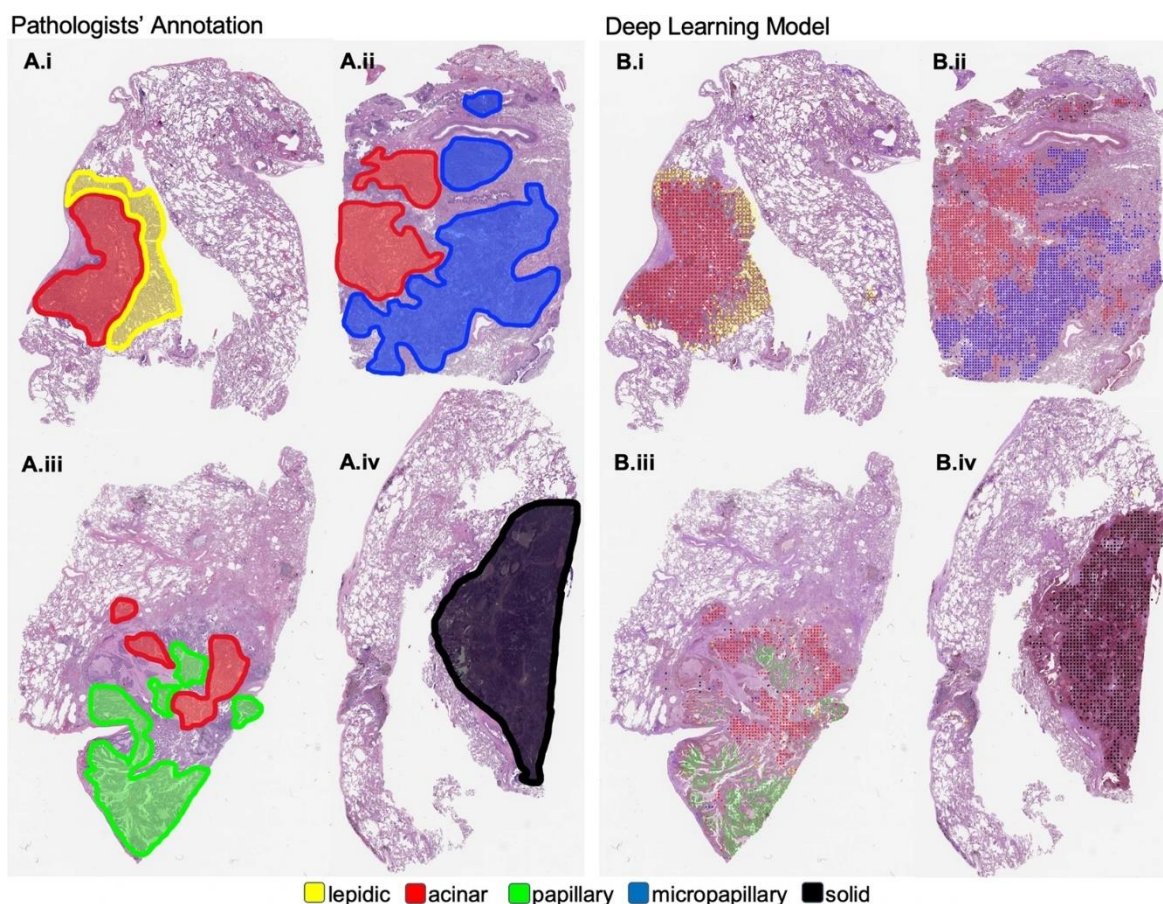 Pathologists’ Annotation
Deep Learning Model
A.i
A.ii
B.i
B.ii
A.iii
A.iv
B.iii
B.iv
lepidic acinar papillary micropapillary solid